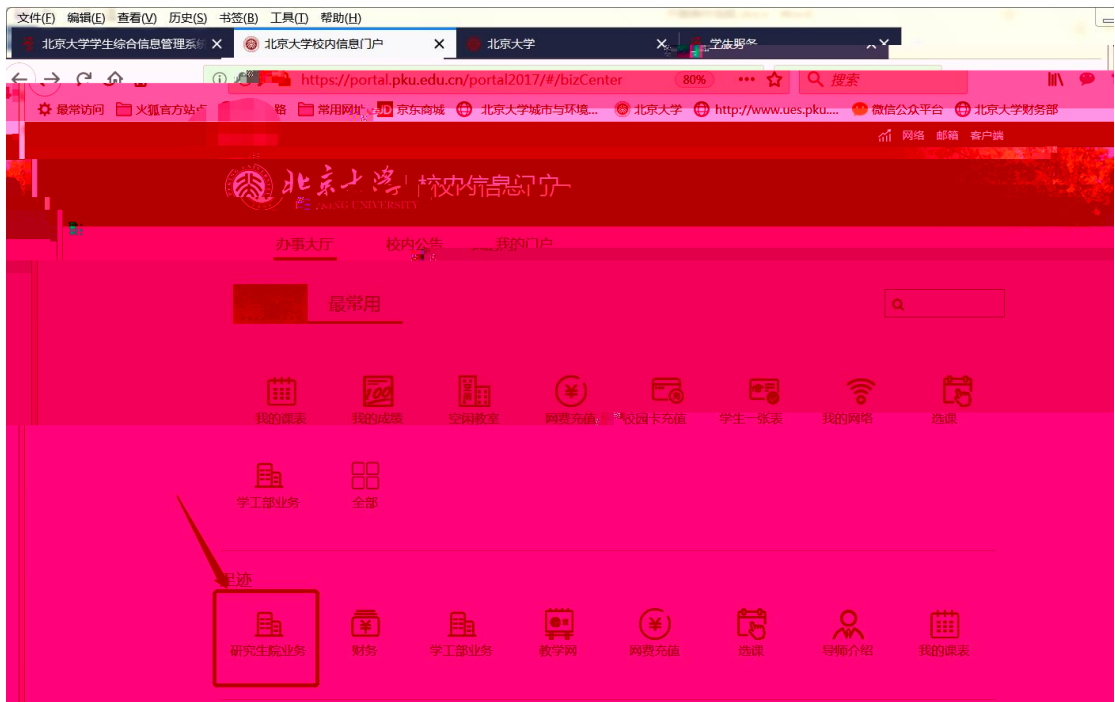 文件(F) 编辑(E) 查看(V) 历史(S) 书签(B) 工具(T) 帮助(H)
北京大学学生综合信息管理系统 × 北京大学校内信息门户 × 北京大学 ×
https://portal.pku.edu.cn/portal2017/#/bizCenter 80% ••• 搜索
最常访问 火狐官方站点 常用网址 JD 京东商城 北京大学城市与环境... 北京大学 http://www.ues.pku.... 微信公众平台 北京大学财务部
网络 邮箱 客户端
北京大学 校内信息门户
办事大厅 校内公告 我的门户
最常用
我的课表 我的成绩 空闲教室 网费充值 校园卡充值 学生一张表 我的网络 选课
学工部业务 全部
足迹
研究生院业务 财务 学工部业务 教学网 网费充值 选课 导师介绍 我的课表